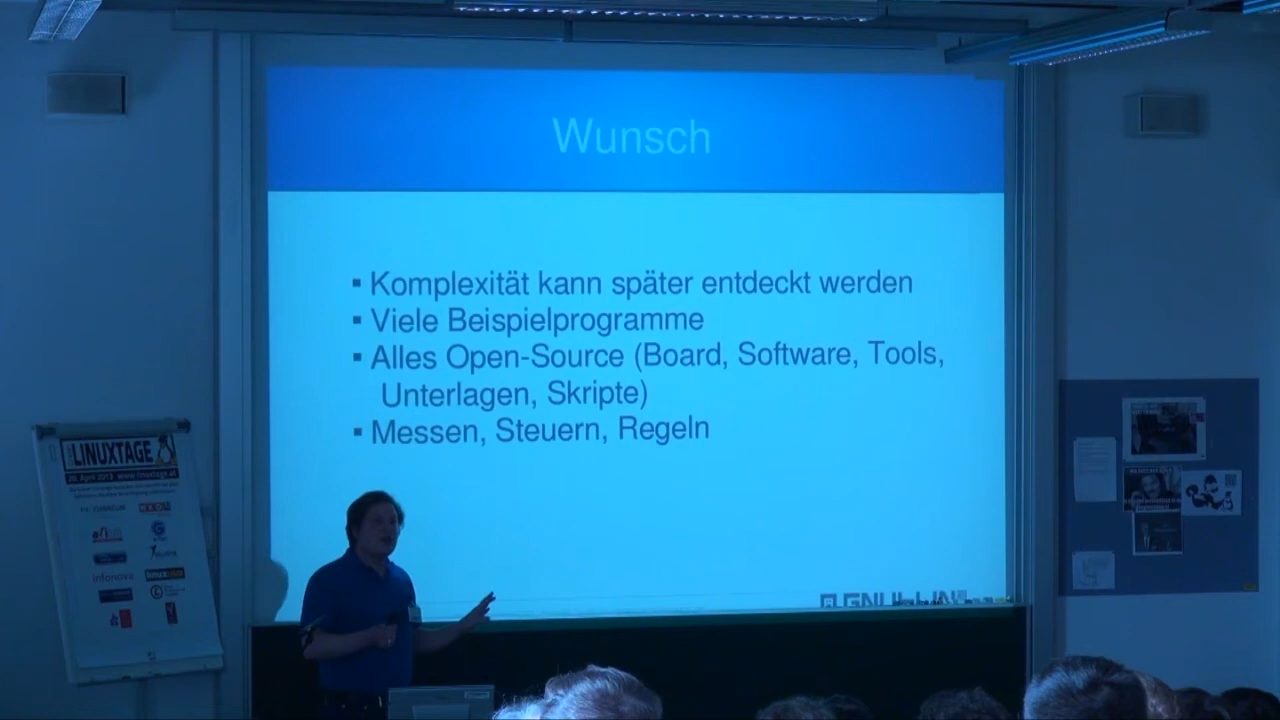 Wunsch
▪ Komplexität kann später entdeckt werden
▪ Viele Beispielprogramme
▪ Alles Open-Source (Board, Software, Tools,
Unterlagen, Skripte)
▪ Messen, Steuern, Regeln
LINUXTAGE
infonova